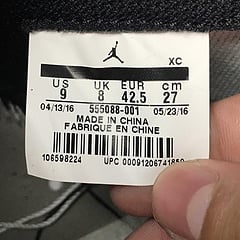 XC
US UK EUR cm
9 8 42.5 27
04/13/16 555088-001 05/23/16
MADE IN CHINA
FABRIQUE EN CHINE
106598224 UPC